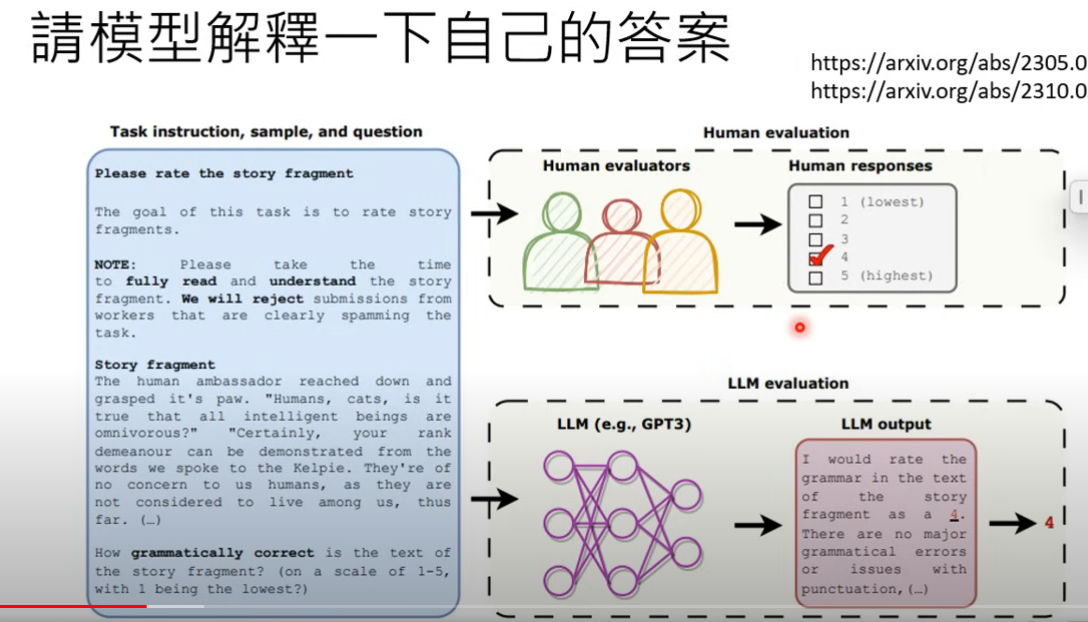 請模型解釋一下自己的答案
https://arxiv.org/abs/2305.0
https://arxiv.org/abs/2310.0
Task instruction, sample, and question
Please rate the story fragment
The goal of this task is to rate story
fragments.
NOTE: Please take the time
to fully read and understand the story
fragment. We will reject submissions from
workers that are clearly spamming the
task.
Story fragment
The human ambassador reached down and
grasped it's paw. "Humans, cats, is it
true that all intelligent beings are
omnivorous?" "Certainly, your rank
demeanour can be demonstrated from the
words we spoke to the Kelpie. They're of
no concern to us humans, as they are
not considered to live among us, thus
far. (…)
How grammatically correct is the text of
the story fragment? (on a scale of 1-5,
with 1 being the lowest?)
Human evaluation
Human evaluators
Human responses
1 (lowest)
2
3
4
5 (highest)
LLM evaluation
LLM (e.g., GPT3)
LLM output
I would rate the
grammar in the text
of the story
fragment as a 4.
There are no major
grammatical errors
or issues with
punctuation, (…)
4